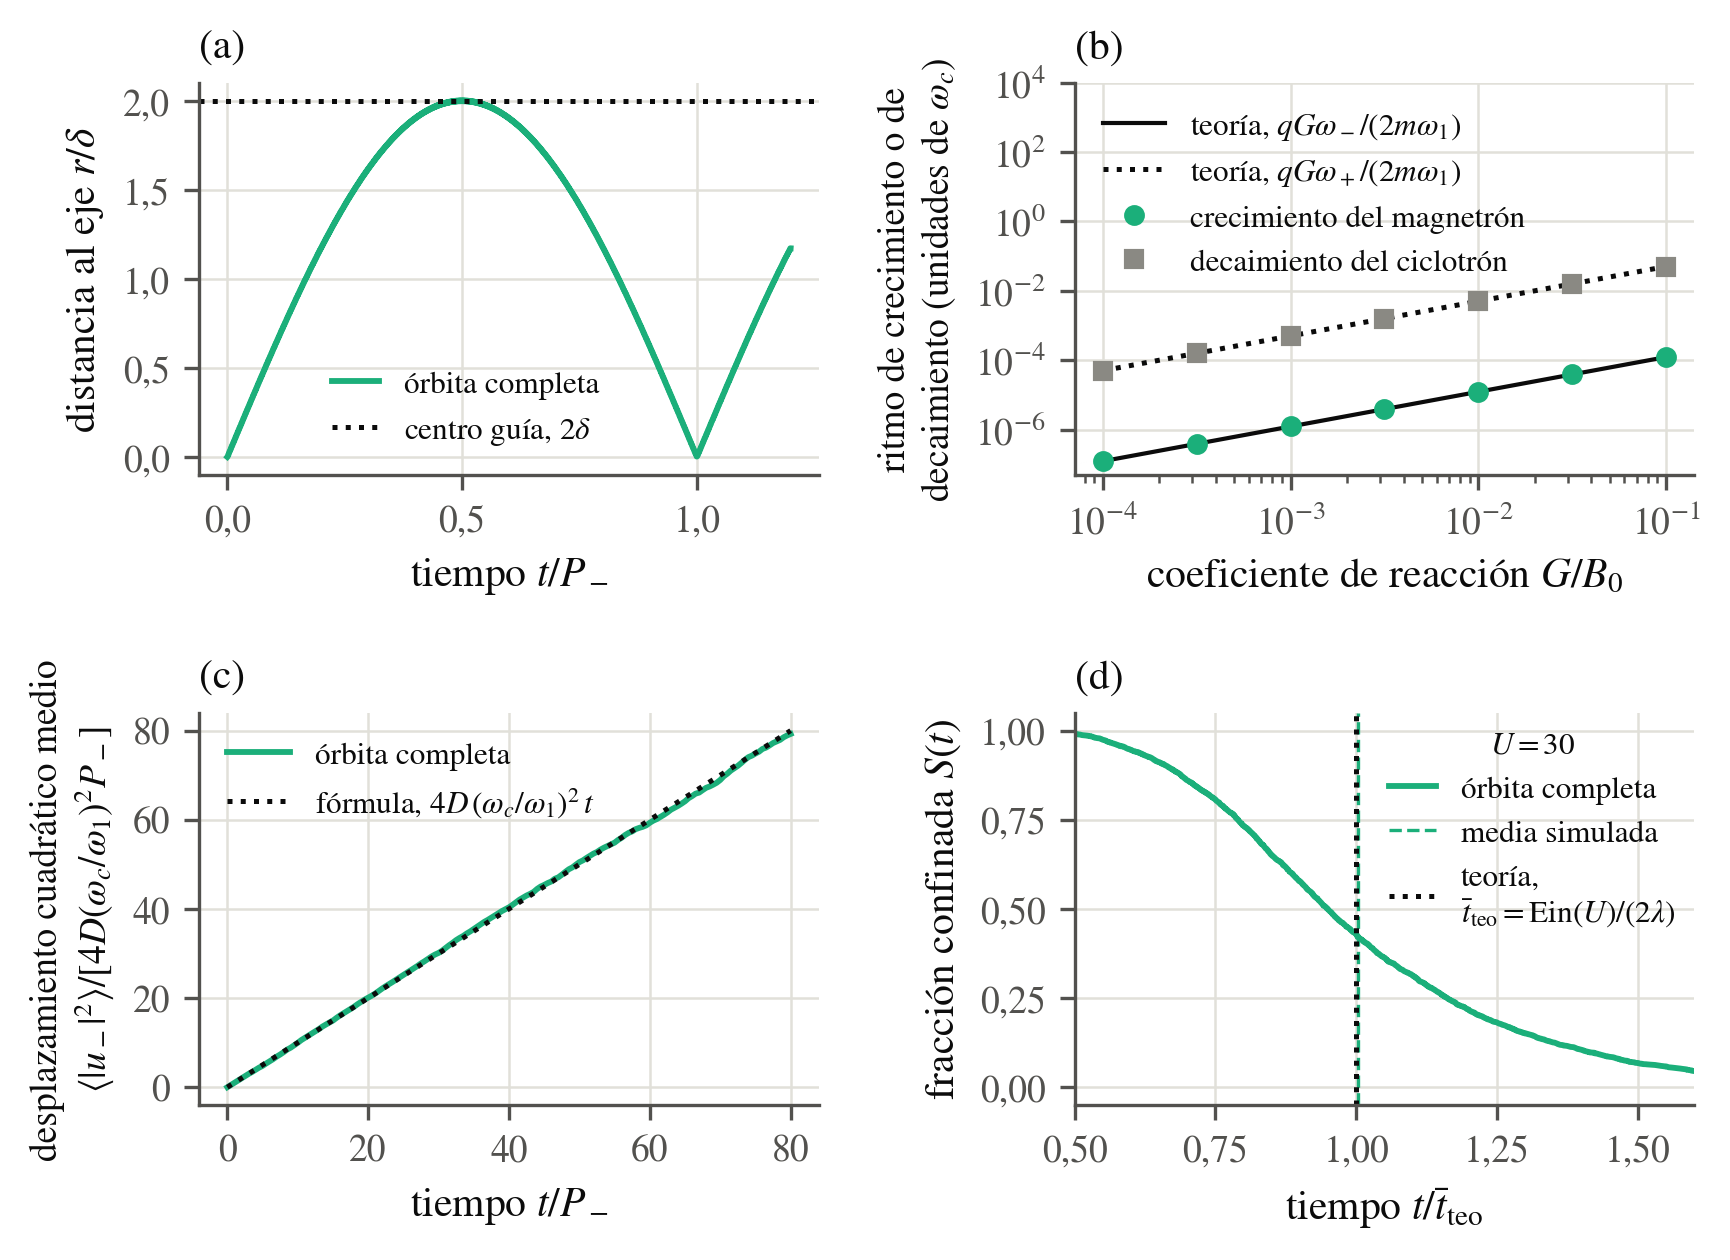 (a)
distancia al eje r/δ
2,0
1,5
1,0
0,5
0,0
órbita completa
centro guía, 2δ
0,0 0,5 1,0
tiempo t/P₋
(b)
ritmo de crecimiento o de
decaimiento (unidades de ω_c)
10⁴
10²
10⁰
10⁻²
10⁻⁴
10⁻⁶
teoría, qGω₋/(2mω₁)
teoría, qGω₊/(2mω₁)
crecimiento del magnetrón
decaimiento del ciclotrón
10⁻⁴ 10⁻³ 10⁻² 10⁻¹
coeficiente de reacción G/B₀
(c)
desplazamiento cuadrático medio
⟨|u₋|²⟩/[4D(ω_c/ω₁)²P₋]
80
60
40
20
0
órbita completa
fórmula, 4D(ω_c/ω₁)² t
0 20 40 60 80
tiempo t/P₋
(d)
fracción confinada S(t)
1,00
0,75
0,50
0,25
0,00
U = 30
órbita completa
media simulada
teoría,
t̄_teo = Ein(U)/(2λ)
0,50 0,75 1,00 1,25 1,50
tiempo t/t̄_teo